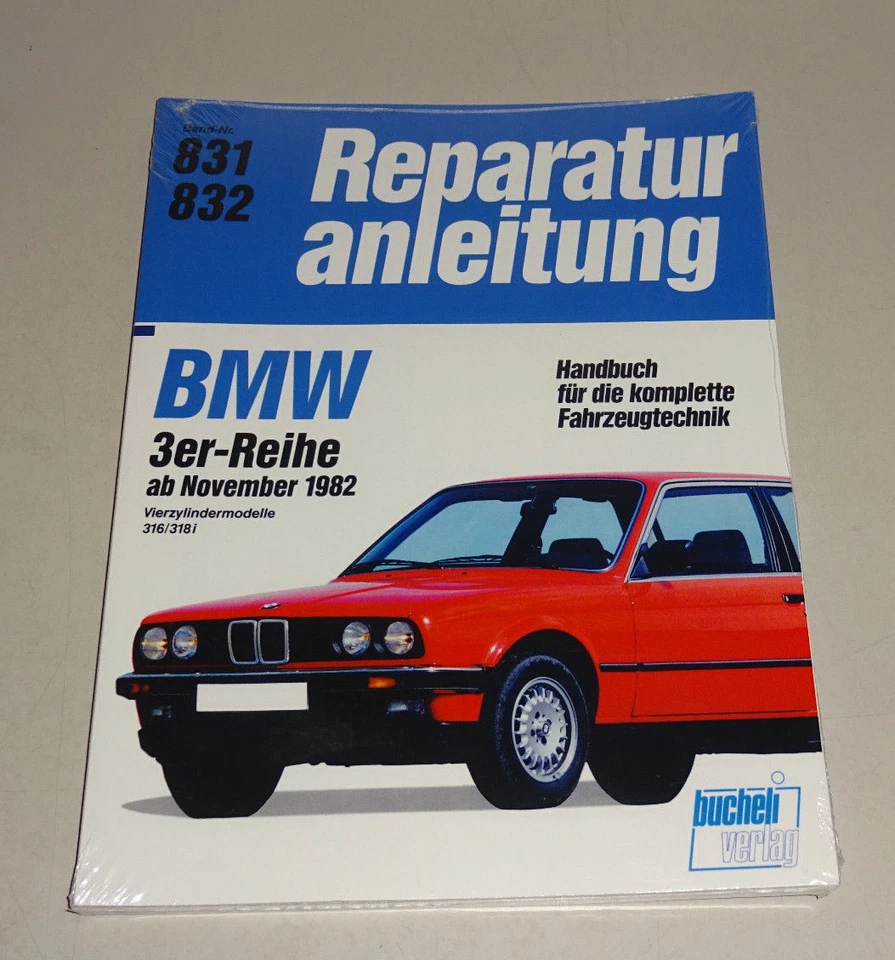 Band-Nr.
831
832
Reparatur
anleitung
BMW
3er-Reihe
ab November 1982
Vierzylindermodelle
316/318i
Handbuch
für die komplette
Fahrzeugtechnik
bucheli
verlag